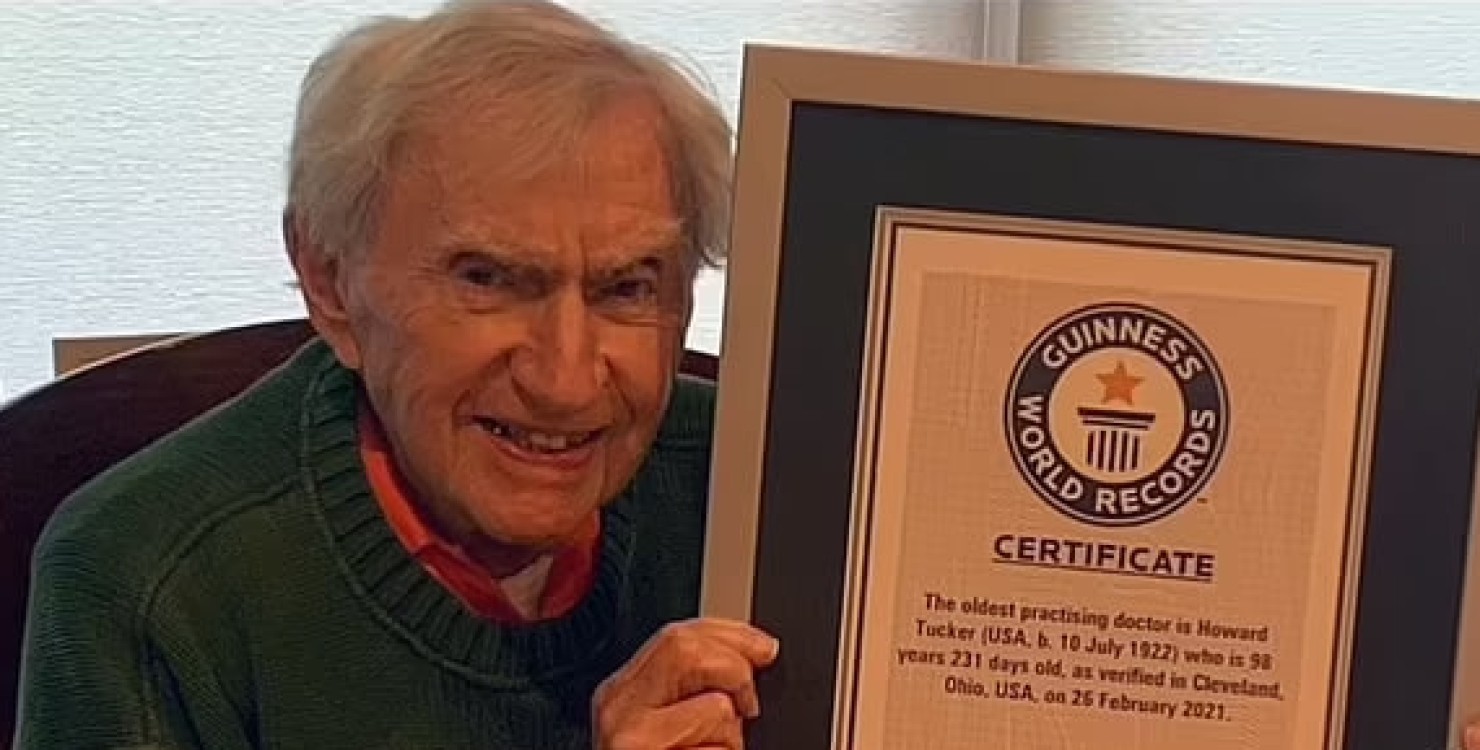 GUINNESS
WORLD RECORDS
™
CERTIFICATE
The oldest practising doctor is Howard
Tucker (USA, b. 10 July 1922) who is 98
years 231 days old, as verified in Cleveland,
Ohio, USA, on 26 February 2021.